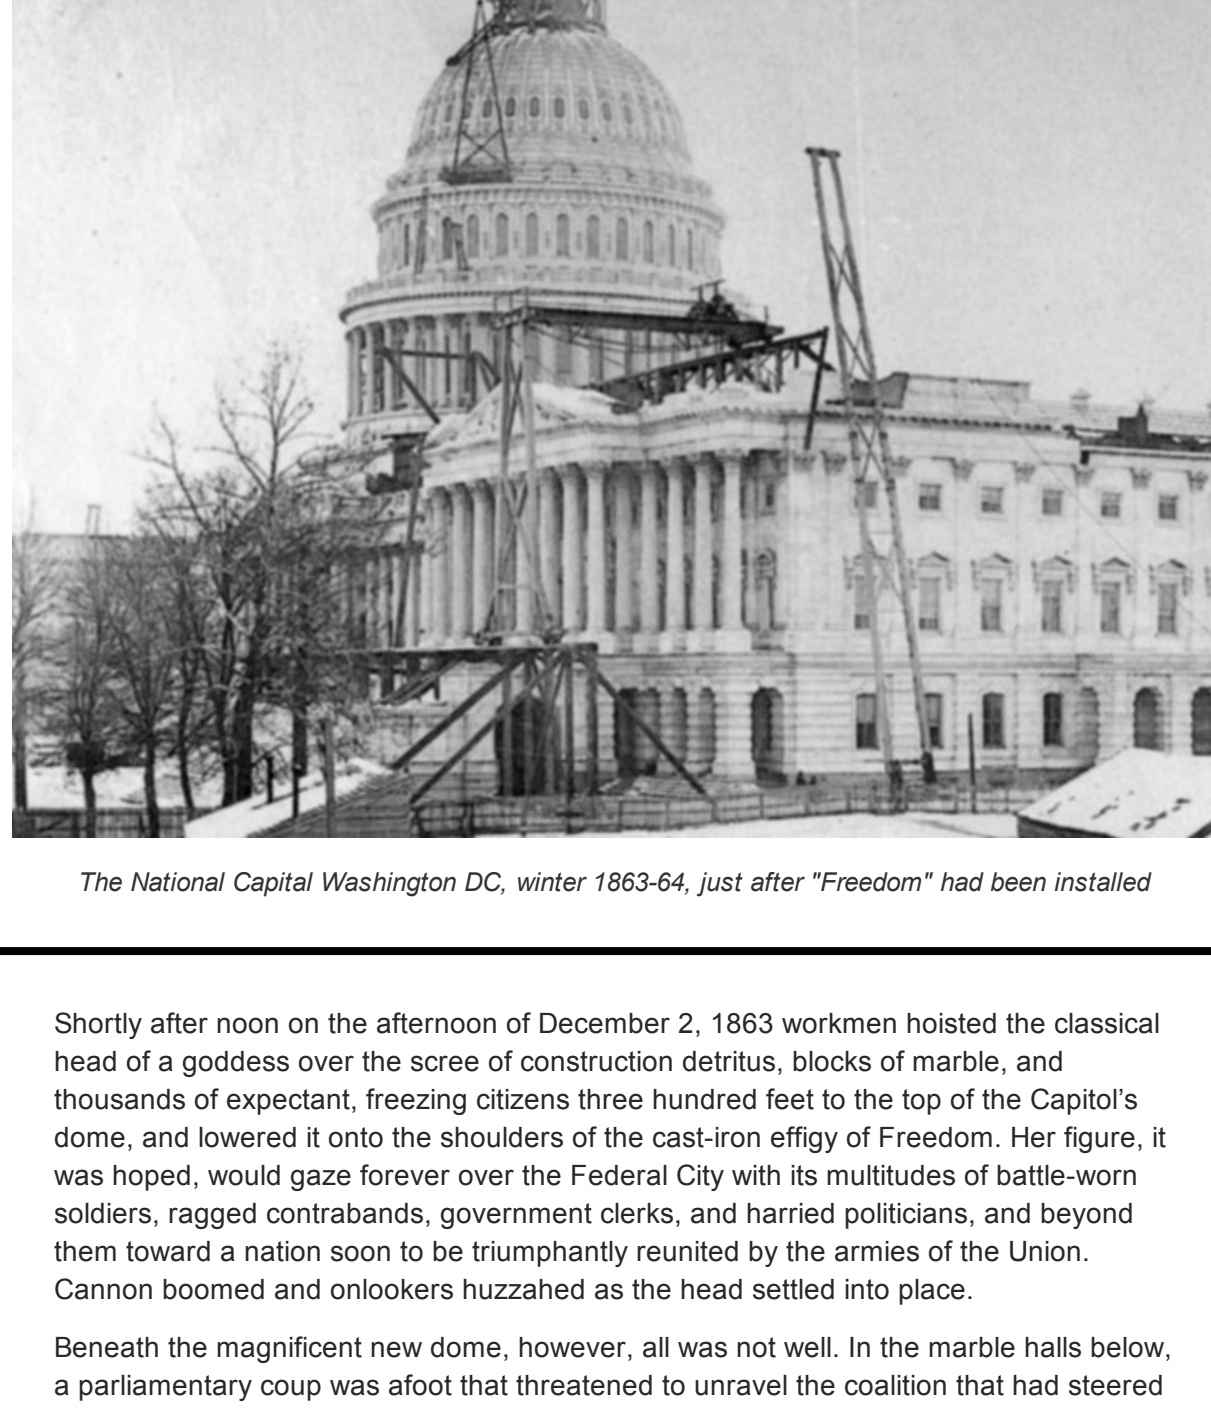 The National Capital Washington DC, winter 1863-64, just after "Freedom" had been installed
Shortly after noon on the afternoon of December 2, 1863 workmen hoisted the classical
head of a goddess over the scree of construction detritus, blocks of marble, and
thousands of expectant, freezing citizens three hundred feet to the top of the Capitol’s
dome, and lowered it onto the shoulders of the cast-iron effigy of Freedom. Her figure, it
was hoped, would gaze forever over the Federal City with its multitudes of battle-worn
soldiers, ragged contrabands, government clerks, and harried politicians, and beyond
them toward a nation soon to be triumphantly reunited by the armies of the Union.
Cannon boomed and onlookers huzzahed as the head settled into place.
Beneath the magnificent new dome, however, all was not well. In the marble halls below,
a parliamentary coup was afoot that threatened to unravel the coalition that had steered